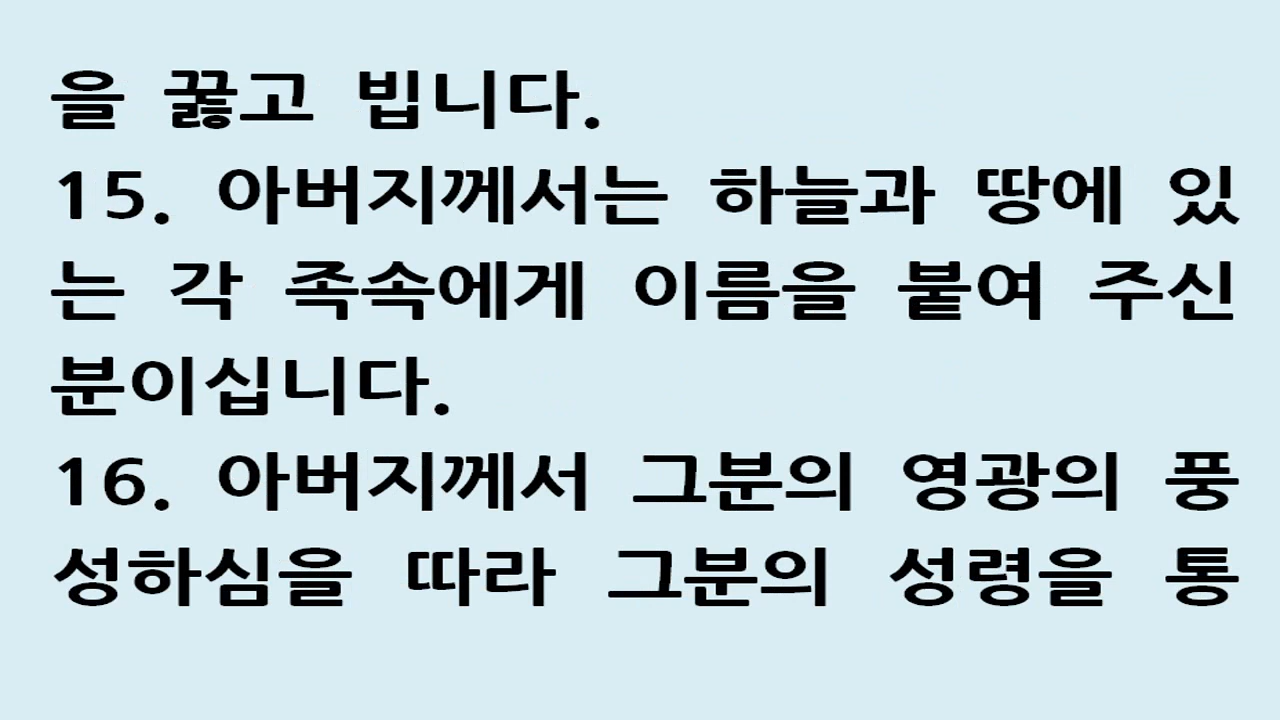 을 꿇고 빕니다.
15. 아버지께서는 하늘과 땅에 있
는 각 족속에게 이름을 붙여 주신
분이십니다.
16. 아버지께서 그분의 영광의 풍
성하심을 따라 그분의 성령을 통